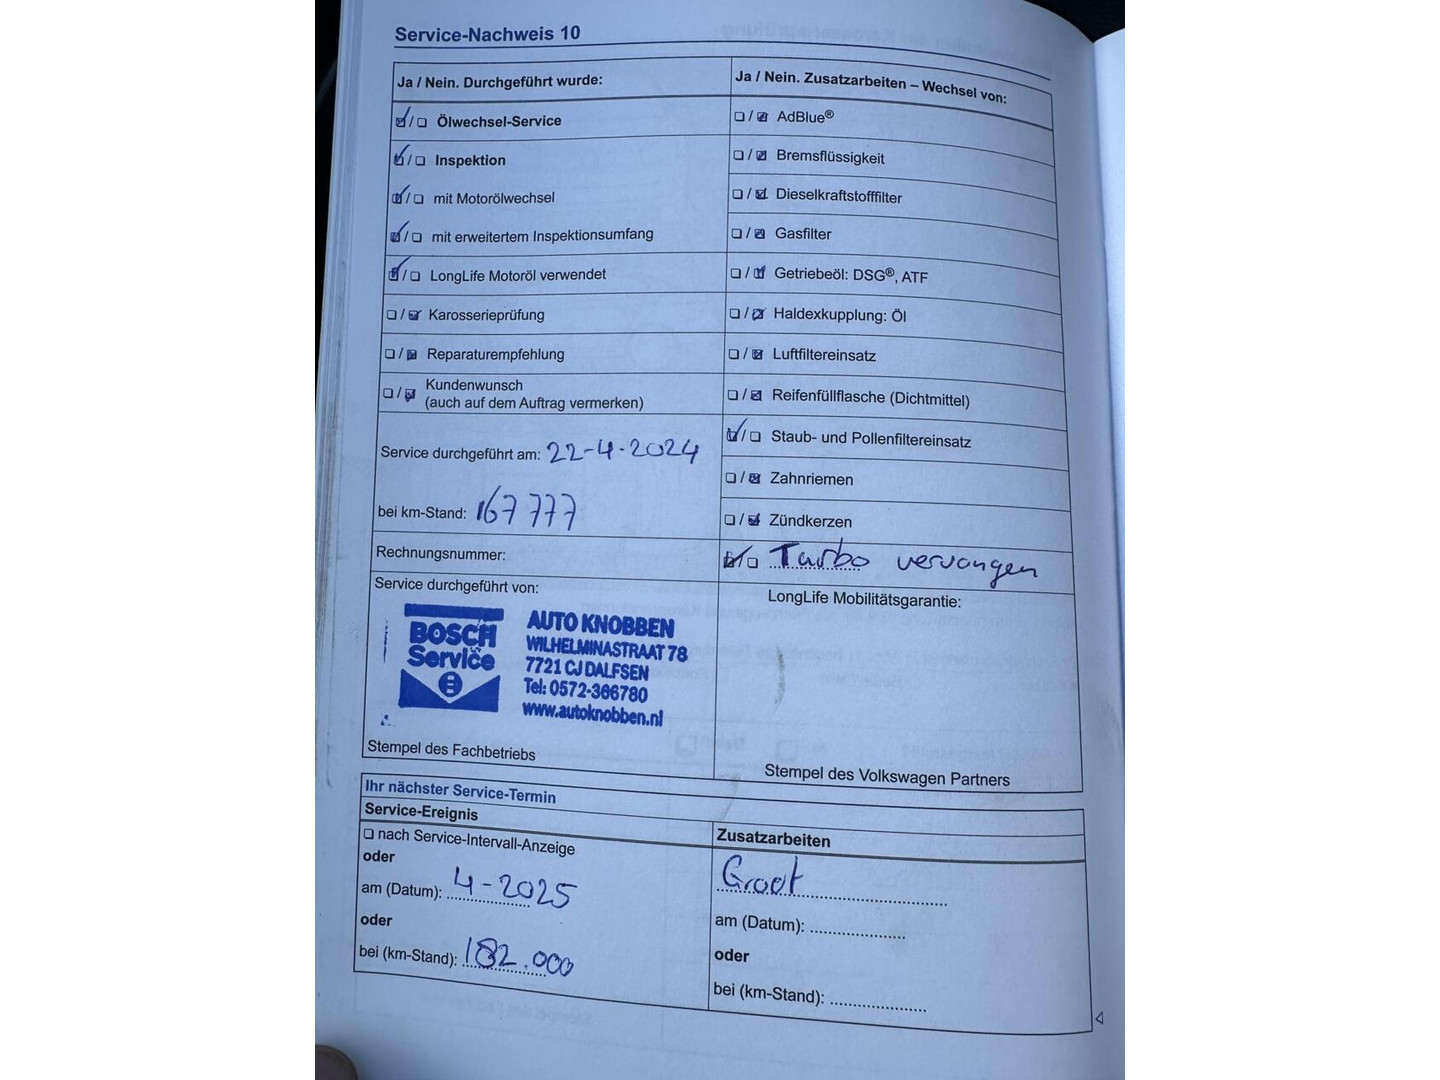 Service-Nachweis 10
Ja / Nein. Durchgeführt wurde:
Ölwechsel-Service
Inspektion
mit Motorölwechsel
mit erweitertem Inspektionsumfang
LongLife Motoröl verwendet
Karosserieprüfung
Reparaturempfehlung
Kundenwunsch
(auch auf dem Auftrag vermerken)
Service durchgeführt am: 22-4-2024
bei km-Stand: 167777
Rechnungsnummer:
Service durchgeführt von:
BOSCH
Service
AUTO KNOBBEN
WILHELMINASTRAAT 78
7721 CJ DALFSEN
Tel: 0572-366780
www.autoknobben.nl
Stempel des Fachbetriebs
Ja / Nein. Zusatzarbeiten – Wechsel von:
AdBlue®
Bremsflüssigkeit
Dieselkraftstofffilter
Gasfilter
Getriebeöl: DSG®, ATF
Haldexkupplung: Öl
Luftfiltereinsatz
Reifenfüllflasche (Dichtmittel)
Staub- und Pollenfiltereinsatz
Zahnriemen
Zündkerzen
Turbo vervangen
LongLife Mobilitätsgarantie:
Stempel des Volkswagen Partners
Ihr nächster Service-Termin
Service-Ereignis
nach Service-Intervall-Anzeige
oder
am (Datum): 4-2025
oder
bei (km-Stand): 182.000
Zusatzarbeiten
Groot
am (Datum):
oder
bei (km-Stand):